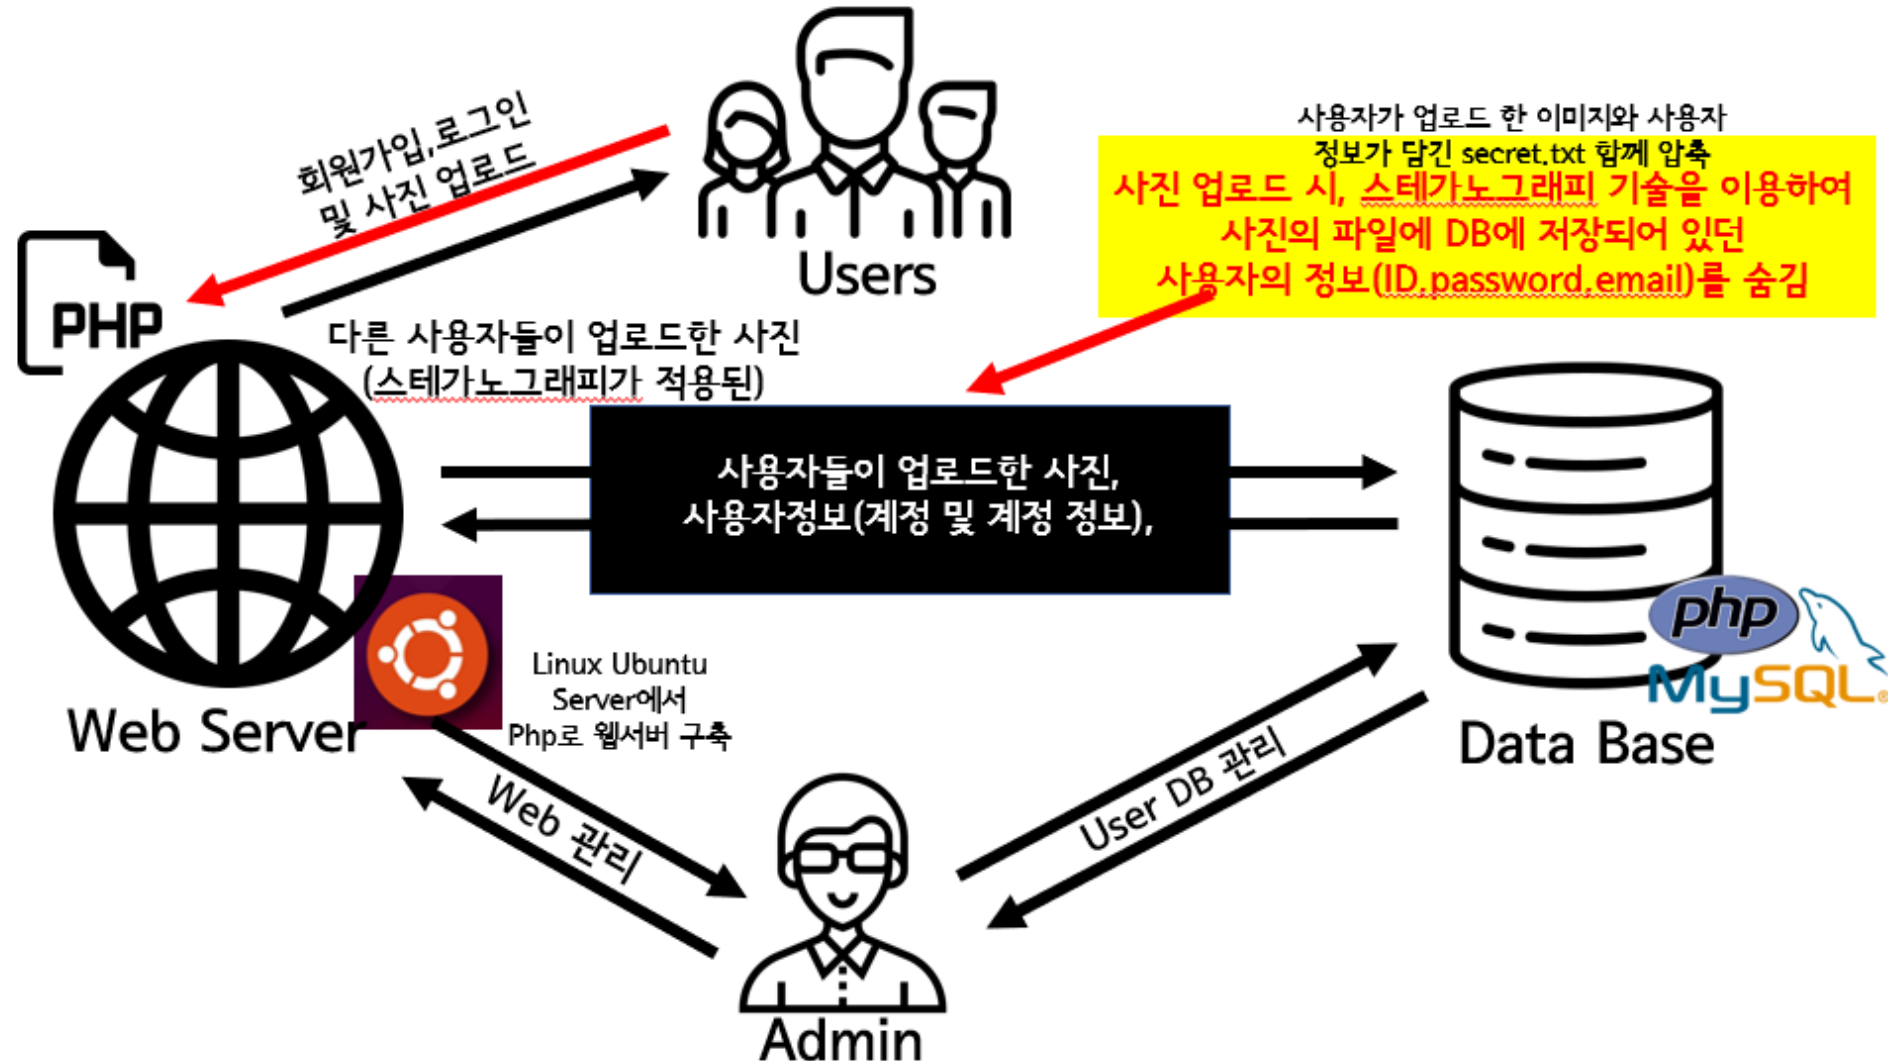 회원가입,로그인
및 사진 업로드
Users
사용자가 업로드 한 이미지와 사용자
정보가 담긴 secret.txt 함께 압축
사진 업로드 시, 스테가노그래피 기술을 이용하여
사진의 파일에 DB에 저장되어 있던
사용자의 정보(ID,password,email)를 숨김
PHP
다른 사용자들이 업로드한 사진
(스테가노그래피가 적용된)
사용자들이 업로드한 사진,
사용자정보(계정 및 계정 정보),
Linux Ubuntu
Server에서
Php로 웹서버 구축
Web Server
php
MySQL®
Data Base
Web 관리
User DB 관리
Admin